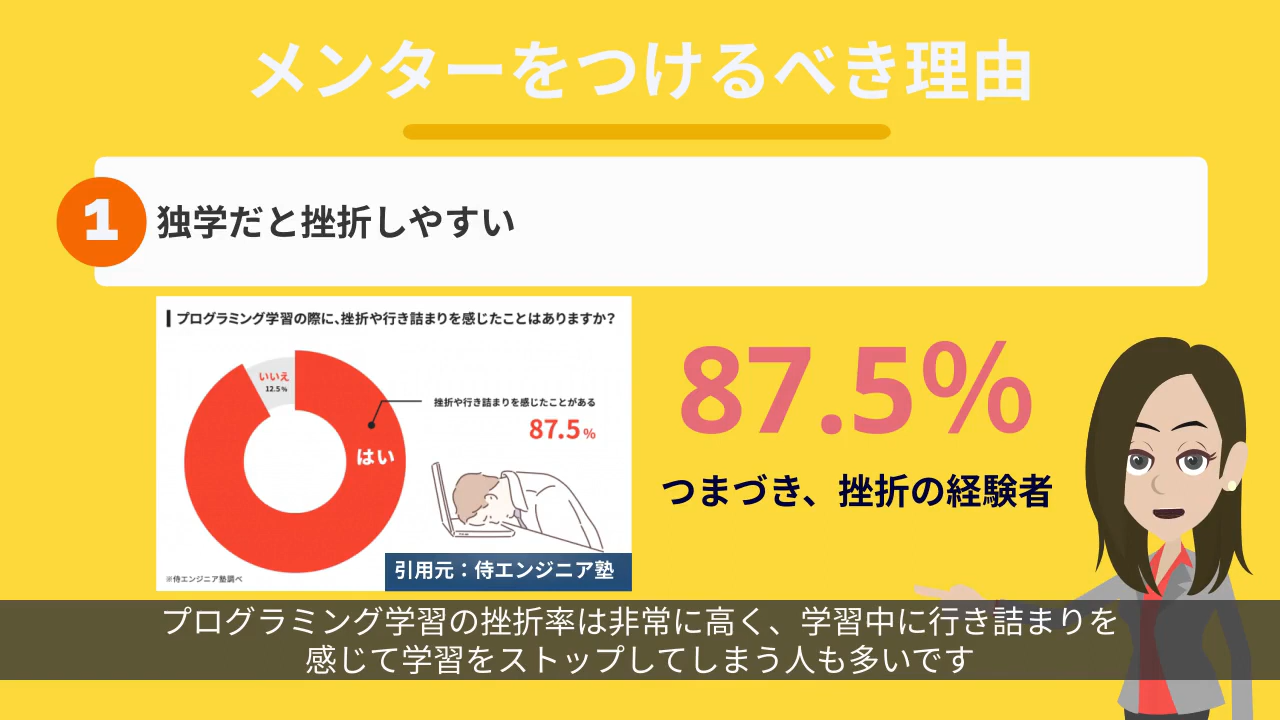 メンターをつけるべき理由
1
独学だと挫折しやすい
プログラミング学習の際に、挫折や行き詰まりを感じたことはありますか？
いいえ
12.5%
挫折や行き詰まりを感じたことがある
87.5%
はい
※侍エンジニア塾調べ
引用元：侍エンジニア塾
87.5%
つまづき、挫折の経験者
プログラミング学習の挫折率は非常に高く、学習中に行き詰まりを
感じて学習をストップしてしまう人も多いです